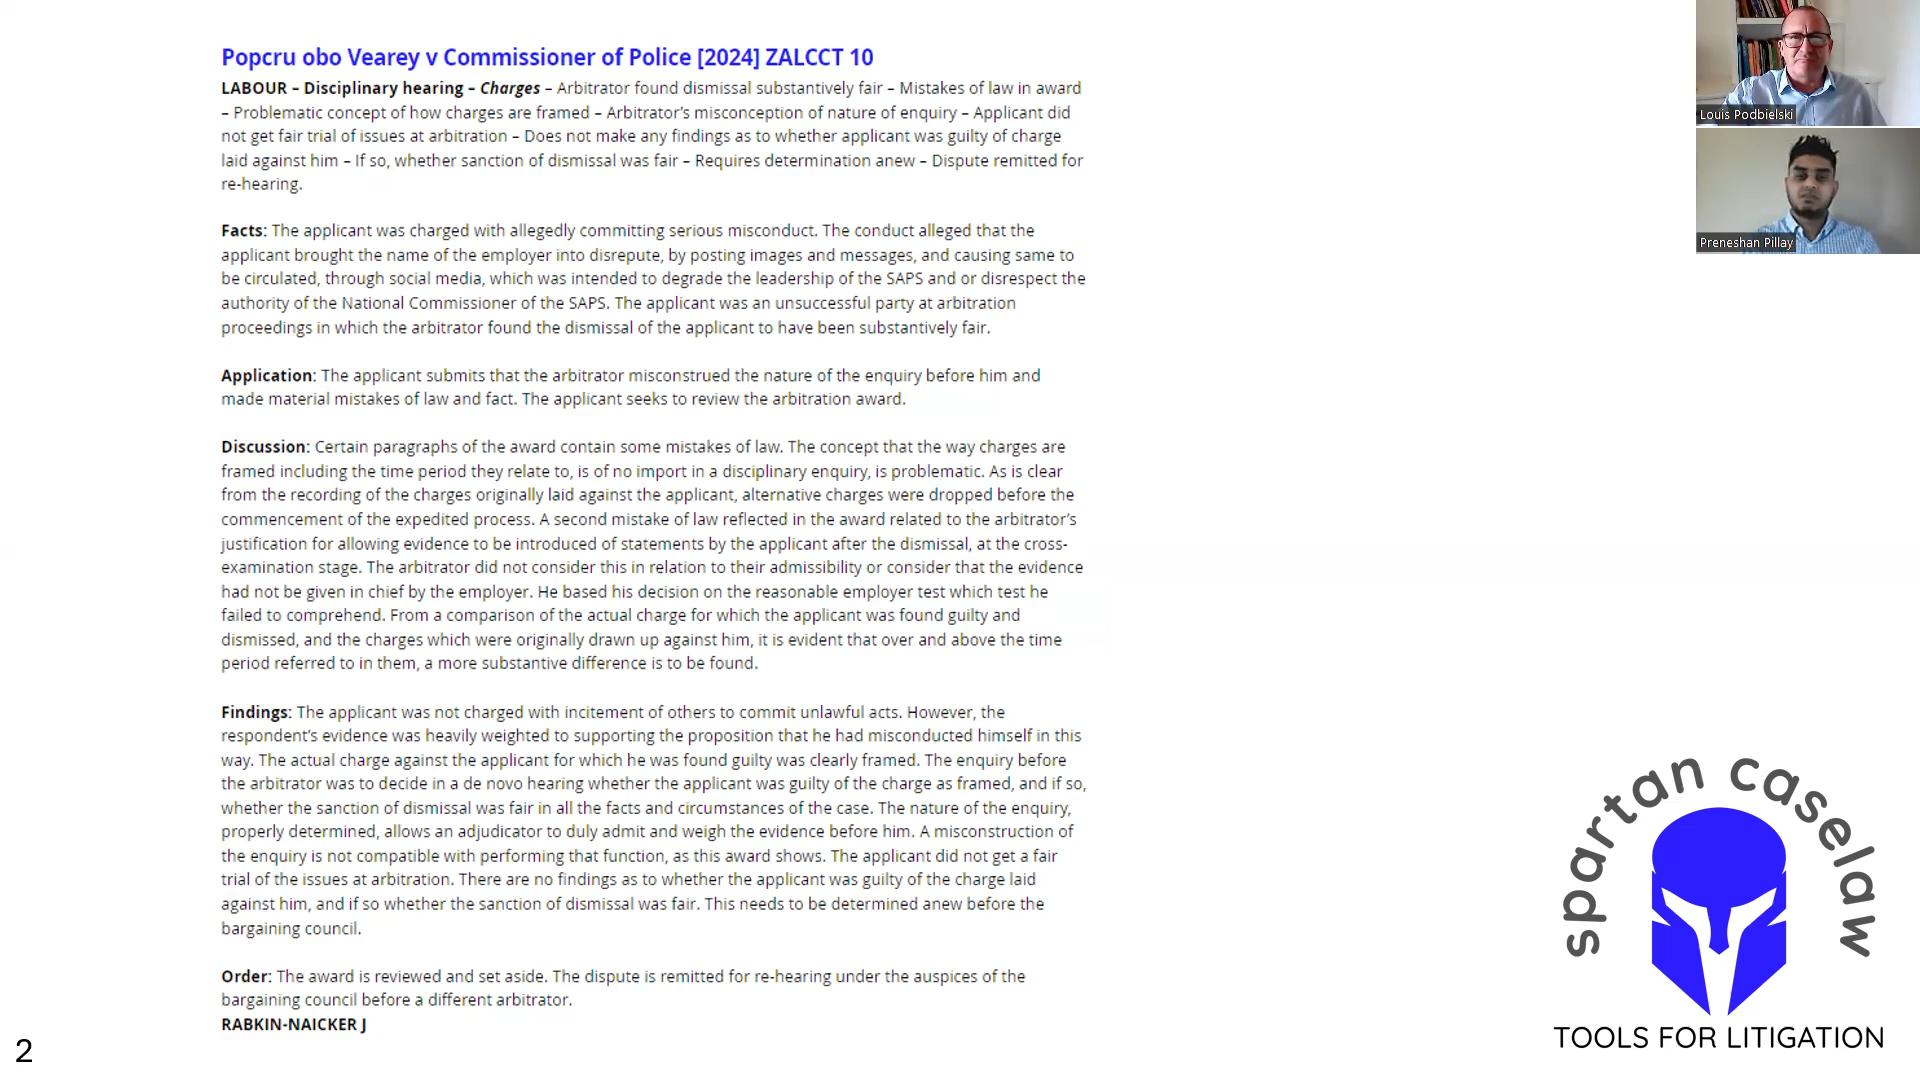 Popcru obo Vearey v Commissioner of Police [2024] ZALCCT 10
LABOUR – Disciplinary hearing – Charges – Arbitrator found dismissal substantively fair – Mistakes of law in award
– Problematic concept of how charges are framed – Arbitrator's misconception of nature of enquiry – Applicant did
not get fair trial of issues at arbitration – Does not make any findings as to whether applicant was guilty of charge
laid against him – If so, whether sanction of dismissal was fair – Requires determination anew – Dispute remitted for
re-hearing.
Facts: The applicant was charged with allegedly committing serious misconduct. The conduct alleged that the
applicant brought the name of the employer into disrepute, by posting images and messages, and causing same to
be circulated, through social media, which was intended to degrade the leadership of the SAPS and or disrespect the
authority of the National Commissioner of the SAPS. The applicant was an unsuccessful party at arbitration
proceedings in which the arbitrator found the dismissal of the applicant to have been substantively fair.
Application: The applicant submits that the arbitrator misconstrued the nature of the enquiry before him and
made material mistakes of law and fact. The applicant seeks to review the arbitration award.
Discussion: Certain paragraphs of the award contain some mistakes of law. The concept that the way charges are
framed including the time period they relate to, is of no import in a disciplinary enquiry, is problematic. As is clear
from the recording of the charges originally laid against the applicant, alternative charges were dropped before the
commencement of the expedited process. A second mistake of law reflected in the award related to the arbitrator's
justification for allowing evidence to be introduced of statements by the applicant after the dismissal, at the cross-
examination stage. The arbitrator did not consider this in relation to their admissibility or consider that the evidence
had not be given in chief by the employer. He based his decision on the reasonable employer test which test he
failed to comprehend. From a comparison of the actual charge for which the applicant was found guilty and
dismissed, and the charges which were originally drawn up against him, it is evident that over and above the time
period referred to in them, a more substantive difference is to be found.
Findings: The applicant was not charged with incitement of others to commit unlawful acts. However, the
respondent's evidence was heavily weighted to supporting the proposition that he had misconducted himself in this
way. The actual charge against the applicant for which he was found guilty was clearly framed. The enquiry before
the arbitrator was to decide in a de novo hearing whether the applicant was guilty of the charge as framed, and if so,
whether the sanction of dismissal was fair in all the facts and circumstances of the case. The nature of the enquiry,
properly determined, allows an adjudicator to duly admit and weigh the evidence before him. A misconstruction of
the enquiry is not compatible with performing that function, as this award shows. The applicant did not get a fair
trial of the issues at arbitration. There are no findings as to whether the applicant was guilty of the charge laid
against him, and if so whether the sanction of dismissal was fair. This needs to be determined anew before the
bargaining council.
Order: The award is reviewed and set aside. The dispute is remitted for re-hearing under the auspices of the
bargaining council before a different arbitrator.
RABKIN-NAICKER J
2
Louis Podbielski
Preneshan Pillay
spartan caselaw
TOOLS FOR LITIGATION